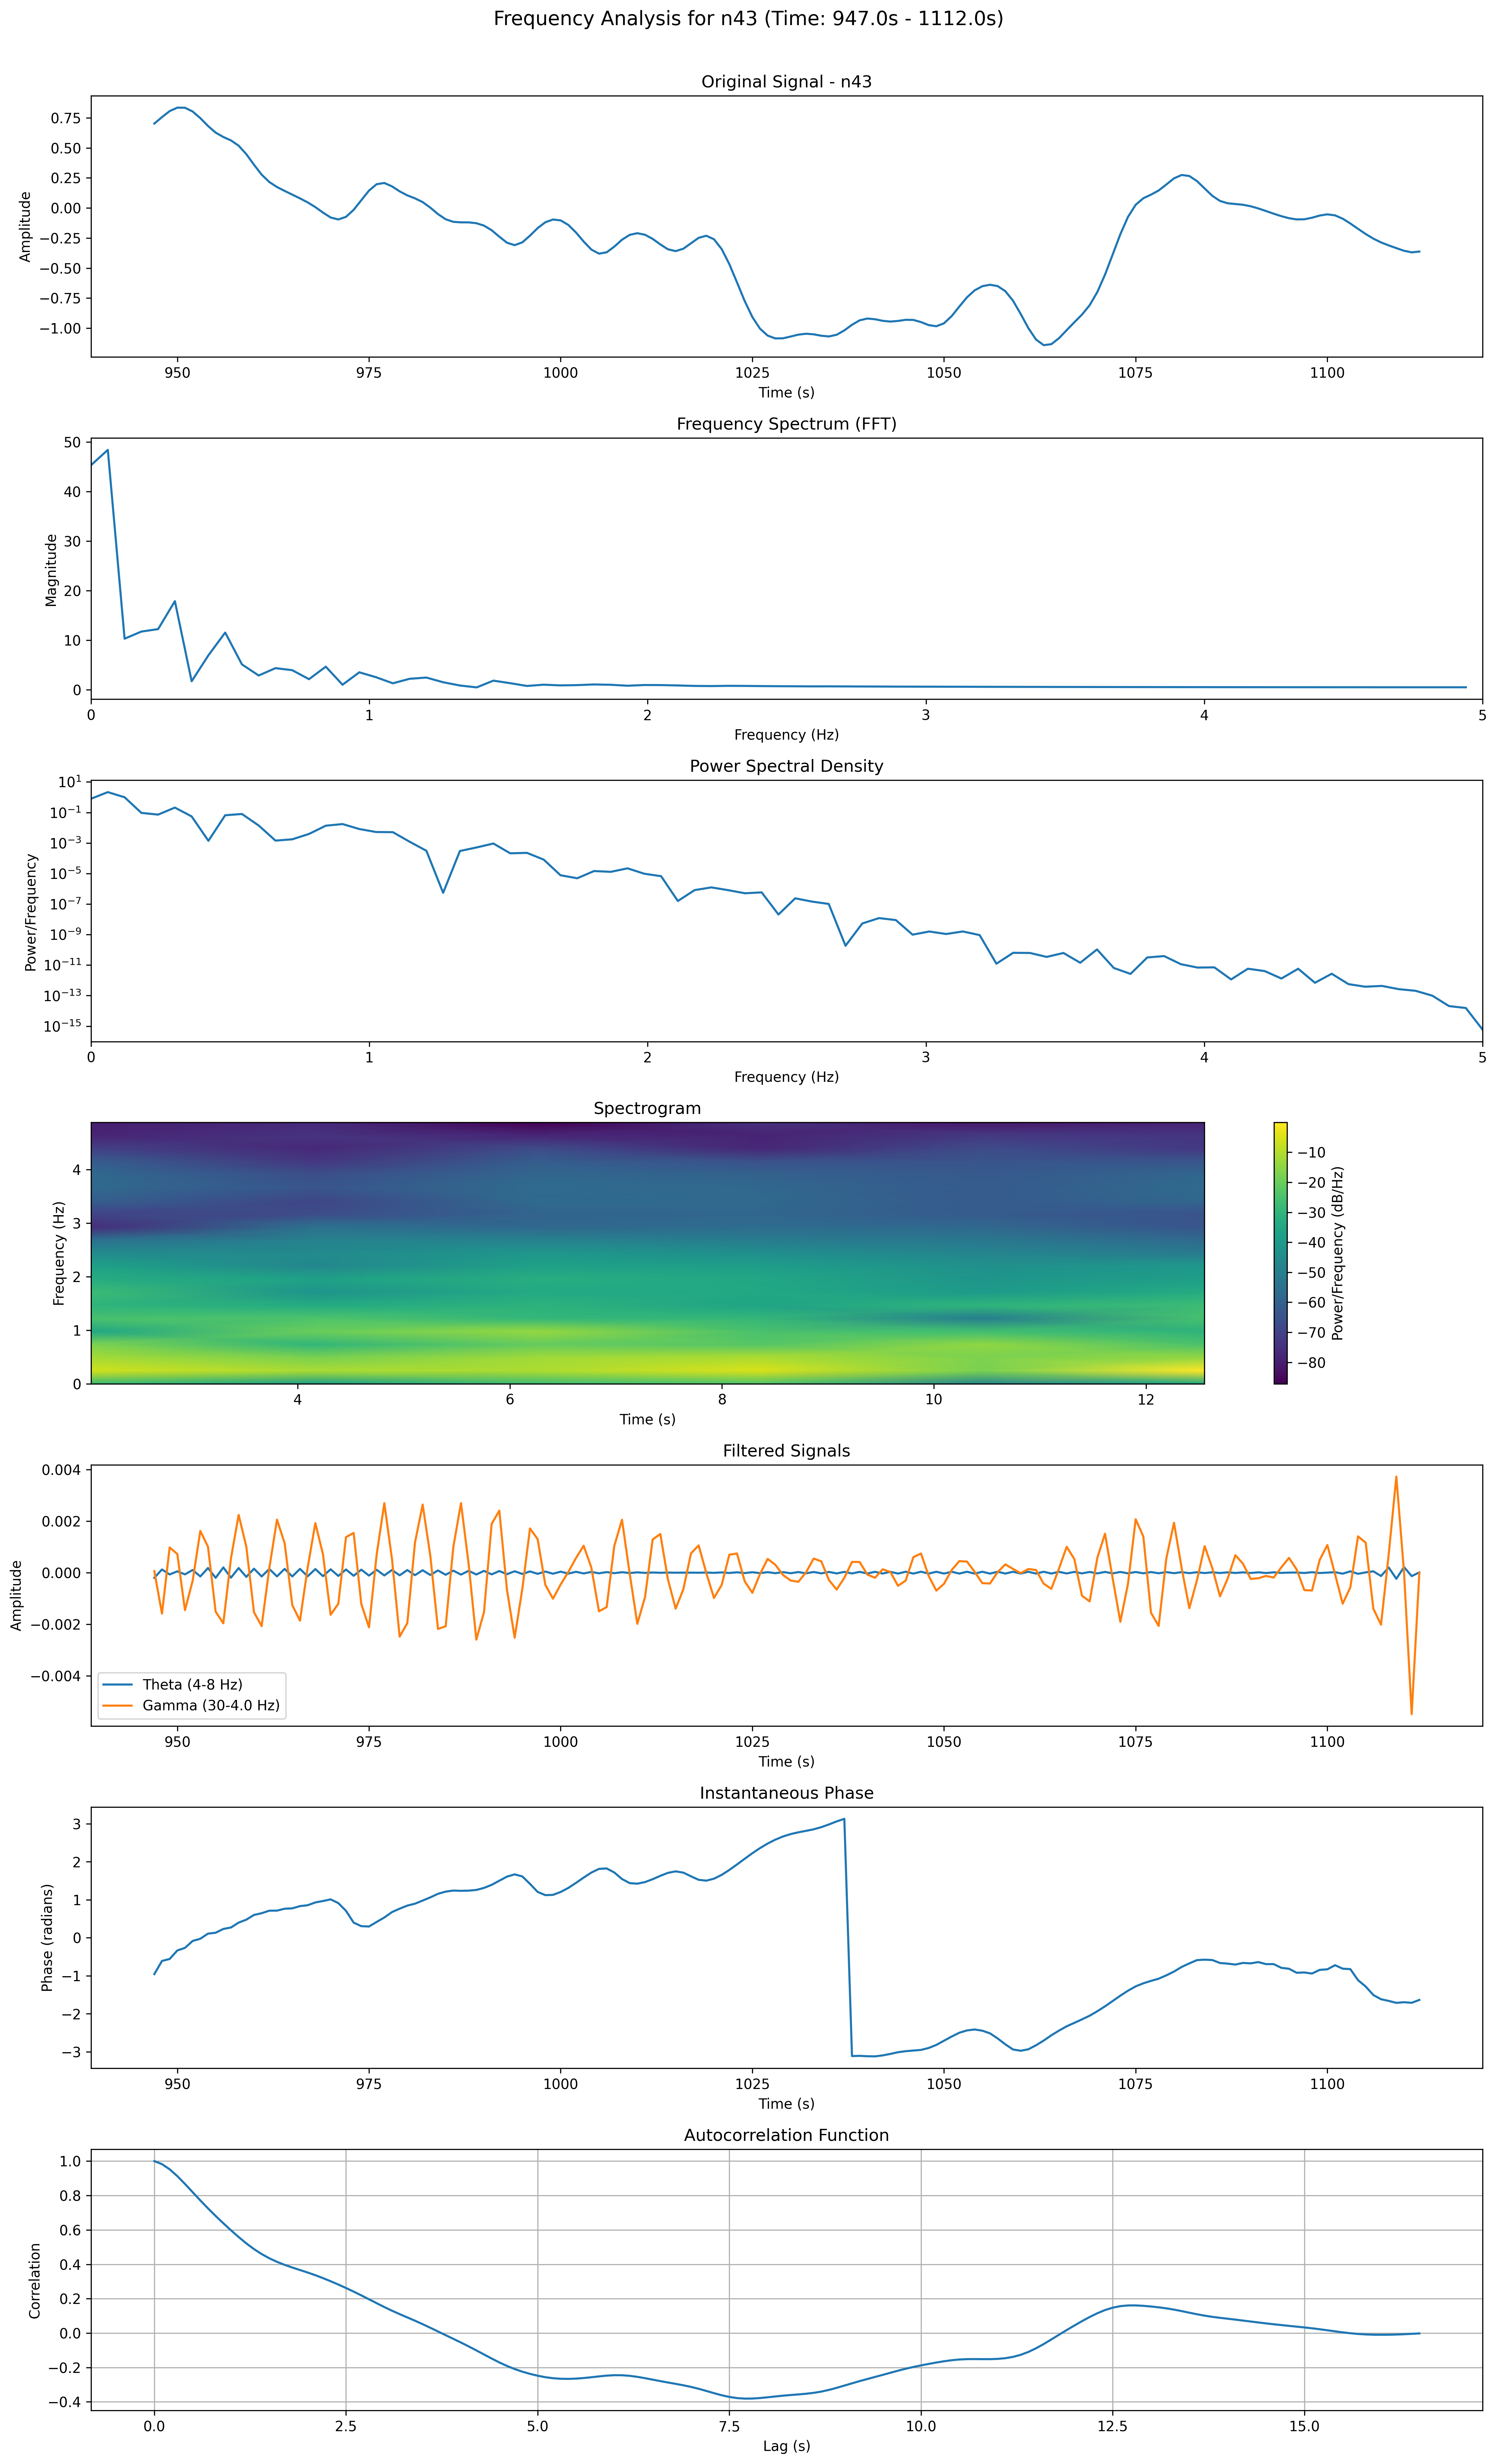 Frequency Analysis for n43 (Time: 947.0s - 1112.0s)
Original Signal - n43
Amplitude
0.75
0.50
0.25
0.00
−0.25
−0.50
−0.75
−1.00
950 975 1000 1025 1050 1075 1100
Time (s)
Frequency Spectrum (FFT)
Magnitude
50
40
30
20
10
0
0 1 2 3 4 5
Frequency (Hz)
Power Spectral Density
Power/Frequency
10^1
10^−1
10^−3
10^−5
10^−7
10^−9
10^−11
10^−13
10^−15
0 1 2 3 4 5
Frequency (Hz)
Spectrogram
Frequency (Hz)
4
3
2
1
0
4 6 8 10 12
Time (s)
−10
−20
−30
−40
−50
−60
−70
−80
Power/Frequency (dB/Hz)
Filtered Signals
Amplitude
0.004
0.002
0.000
−0.002
−0.004
Theta (4-8 Hz)
Gamma (30-4.0 Hz)
950 975 1000 1025 1050 1075 1100
Time (s)
Instantaneous Phase
Phase (radians)
3
2
1
0
−1
−2
−3
950 975 1000 1025 1050 1075 1100
Time (s)
Autocorrelation Function
Correlation
1.0
0.8
0.6
0.4
0.2
0.0
−0.2
−0.4
0.0 2.5 5.0 7.5 10.0 12.5 15.0
Lag (s)